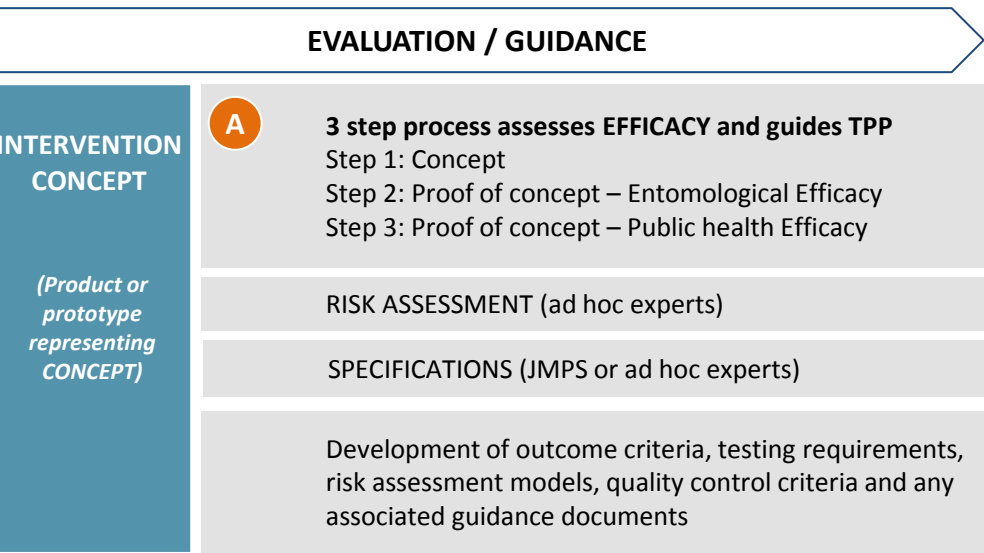 EVALUATION / GUIDANCE
INTERVENTION
CONCEPT
(Product or
prototype
representing
CONCEPT)
A
3 step process assesses EFFICACY and guides TPP
Step 1: Concept
Step 2: Proof of concept – Entomological Efficacy
Step 3: Proof of concept – Public health Efficacy
RISK ASSESSMENT (ad hoc experts)
SPECIFICATIONS (JMPS or ad hoc experts)
Development of outcome criteria, testing requirements,
risk assessment models, quality control criteria and any
associated guidance documents